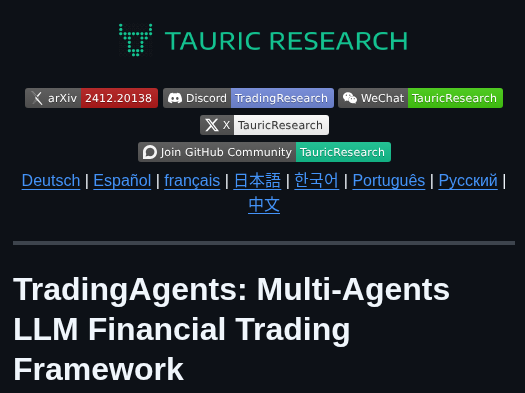 TAURIC RESEARCH
arXiv 2412.20138 Discord TradingResearch WeChat TauricResearch
X TauricResearch
Join GitHub Community TauricResearch
Deutsch | Español | français | 日本語 | 한국어 | Português | Русский |
中文
TradingAgents: Multi-Agents
LLM Financial Trading
Framework